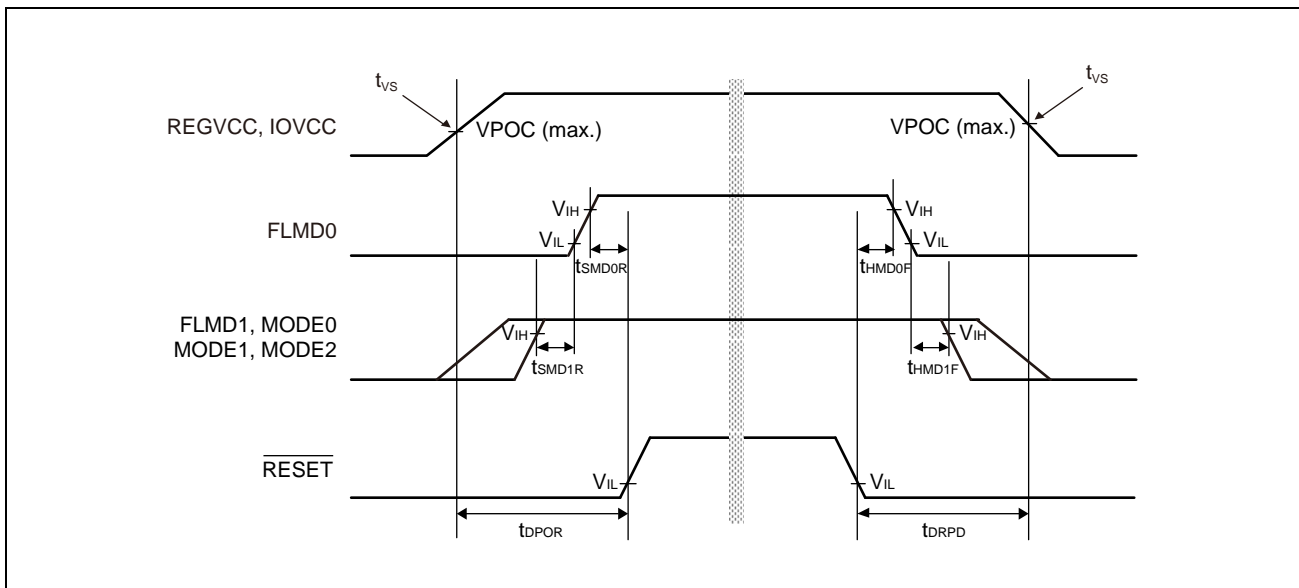 tVS
tVS
REGVCC, IOVCC
VPOC (max.)
VPOC (max.)
VIH
VIH
FLMD0
VIL
VIL
tSMD0R
tHMD0F
FLMD1, MODE0
MODE1, MODE2
VIH
VIH
tSMD1R
tHMD1F
RESET
VIL
VIL
tDPOR
tDRPD